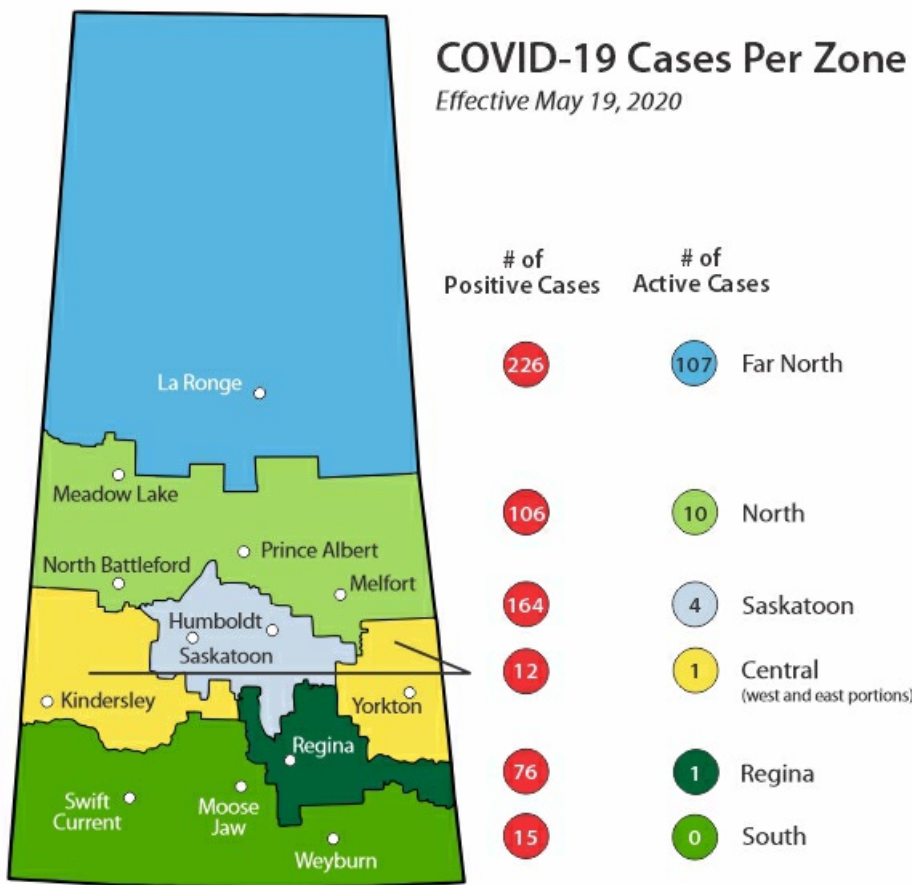 COVID-19 Cases Per Zone
Effective May 19, 2020
# of
Positive Cases
# of
Active Cases
226
107
Far North
106
10
North
164
4
Saskatoon
12
1
Central
(west and east portions)
76
1
Regina
15
0
South
La Ronge
Meadow Lake
Prince Albert
North Battleford
Melfort
Humboldt
Saskatoon
Kindersley
Yorkton
Regina
Swift
Current
Moose
Jaw
Weyburn